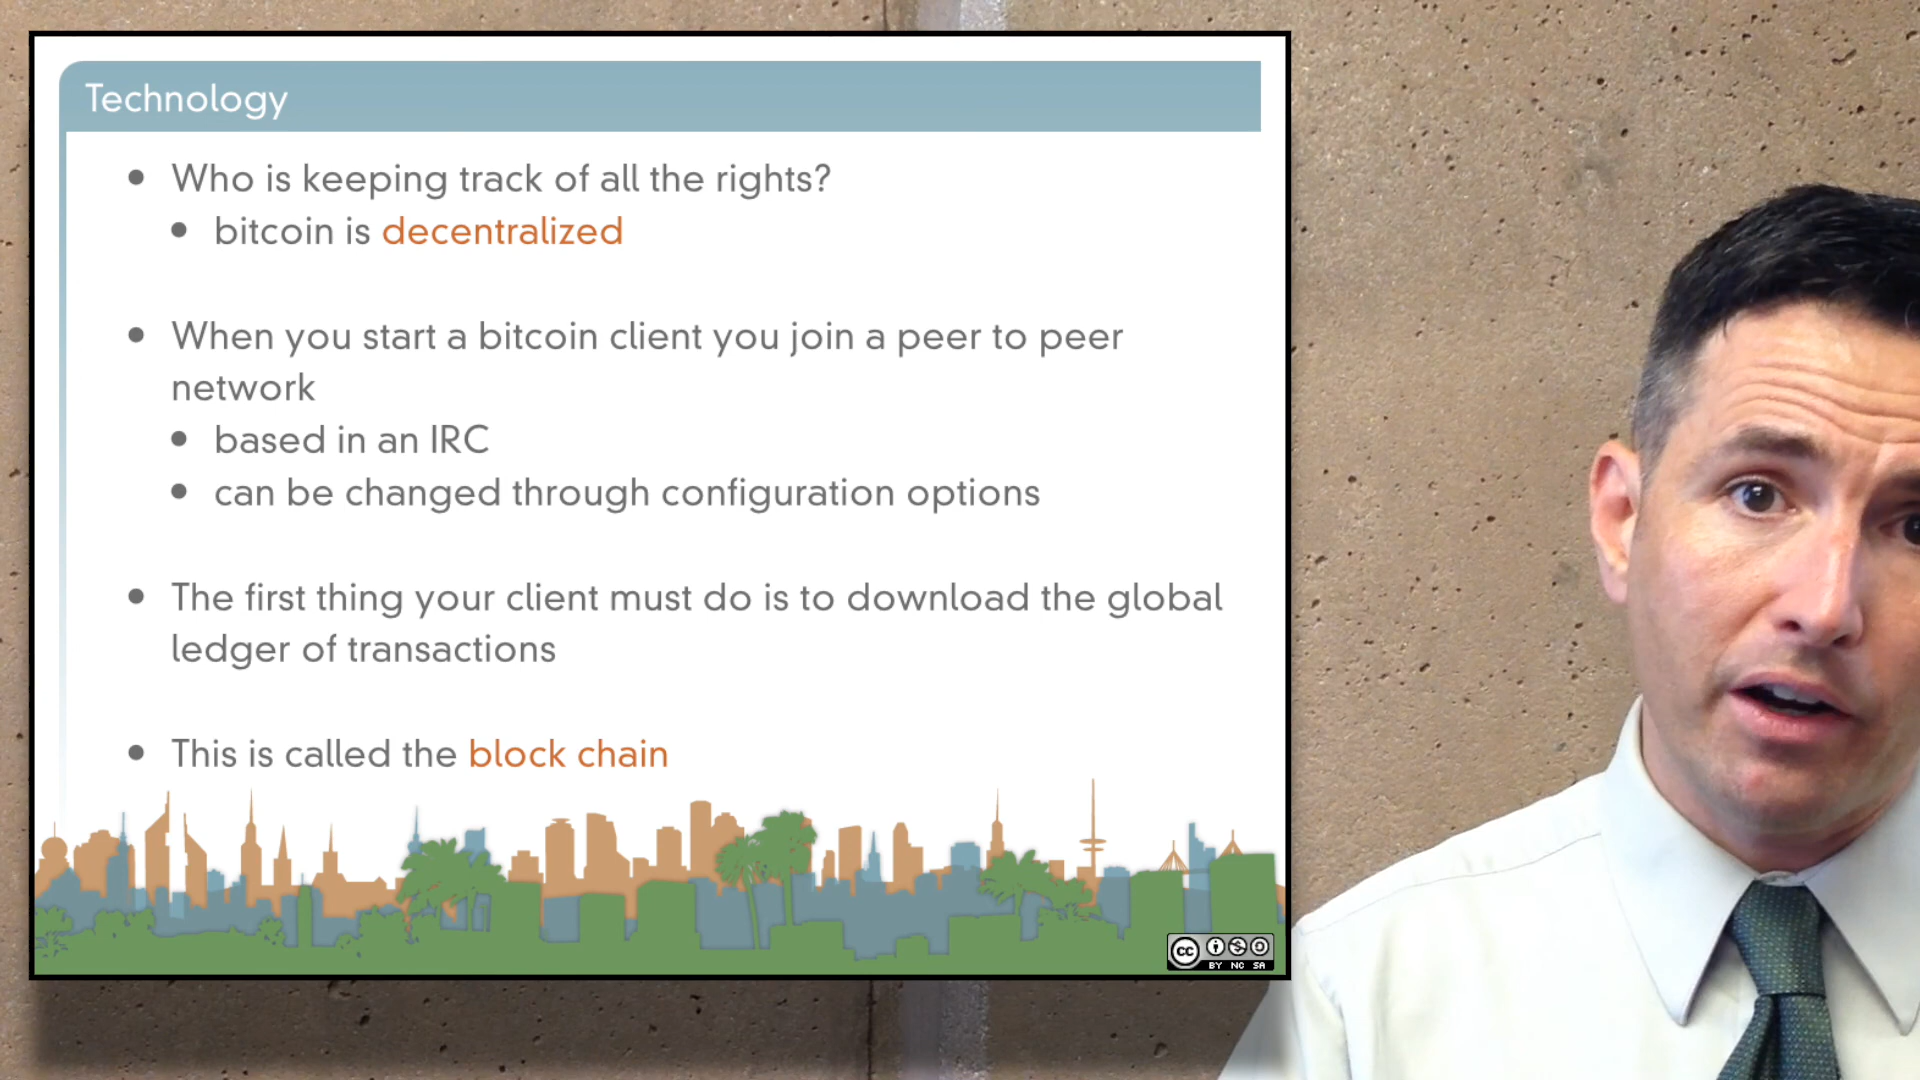 Technology
• Who is keeping track of all the rights?
• bitcoin is decentralized
• When you start a bitcoin client you join a peer to peer
network
• based in an IRC
• can be changed through configuration options
• The first thing your client must do is to download the global
ledger of transactions
• This is called the block chain
cc
BY NC SA